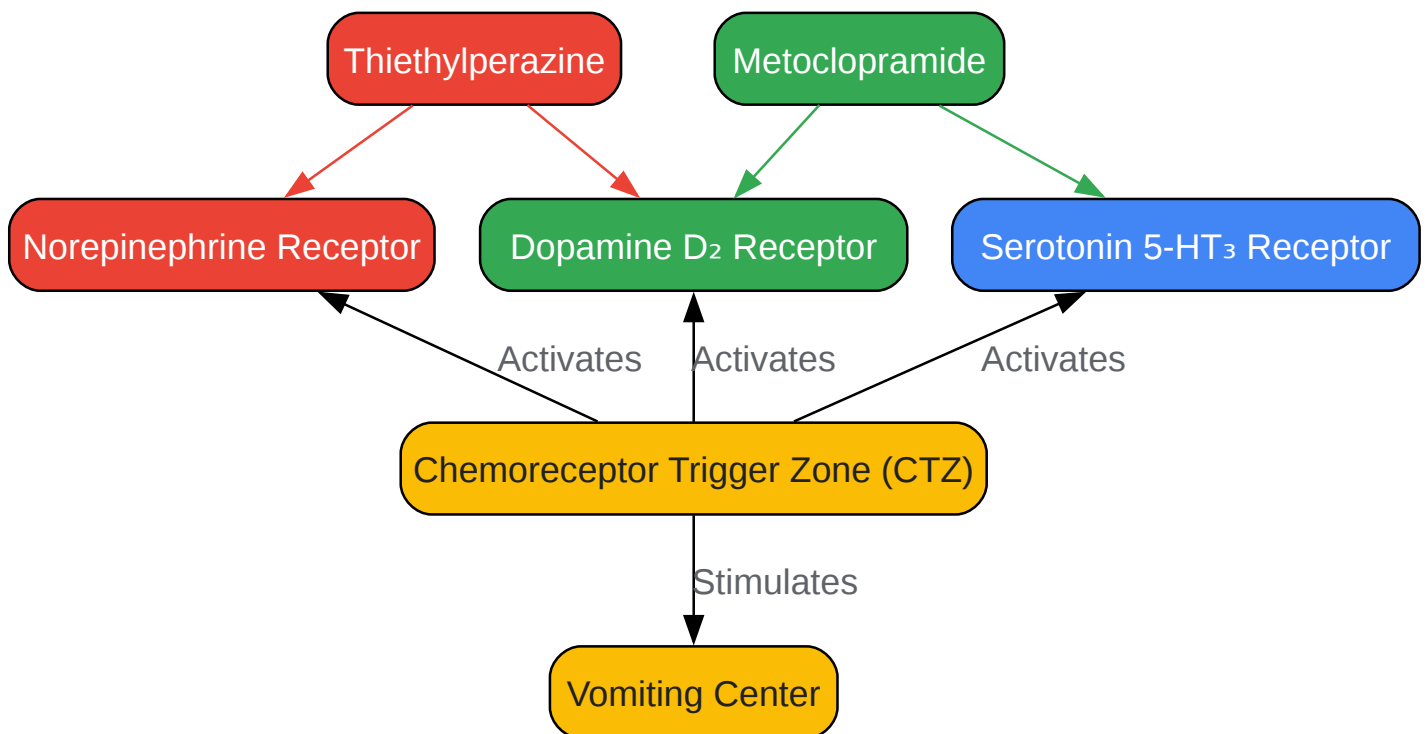 Thiethylperazine
Metoclopramide
Norepinephrine Receptor
Dopamine D₂ Receptor
Serotonin 5-HT₃ Receptor
Activates
Activates
Activates
Chemoreceptor Trigger Zone (CTZ)
Stimulates
Vomiting Center